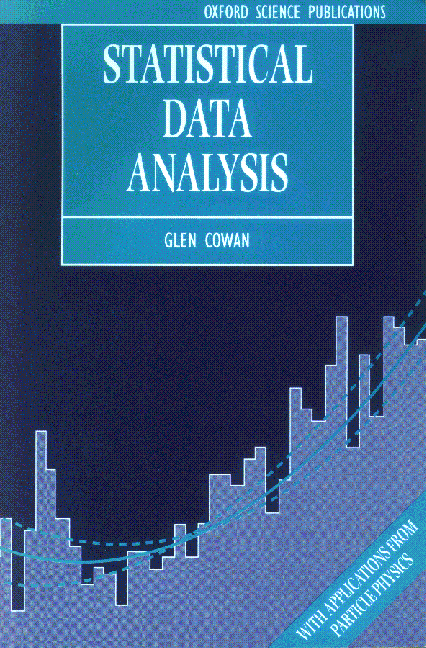 OXFORD SCIENCE PUBLICATIONS
STATISTICAL
DATA
ANALYSIS
GLEN COWAN
WITH APPLICATIONS FROM
PARTICLE PHYSICS